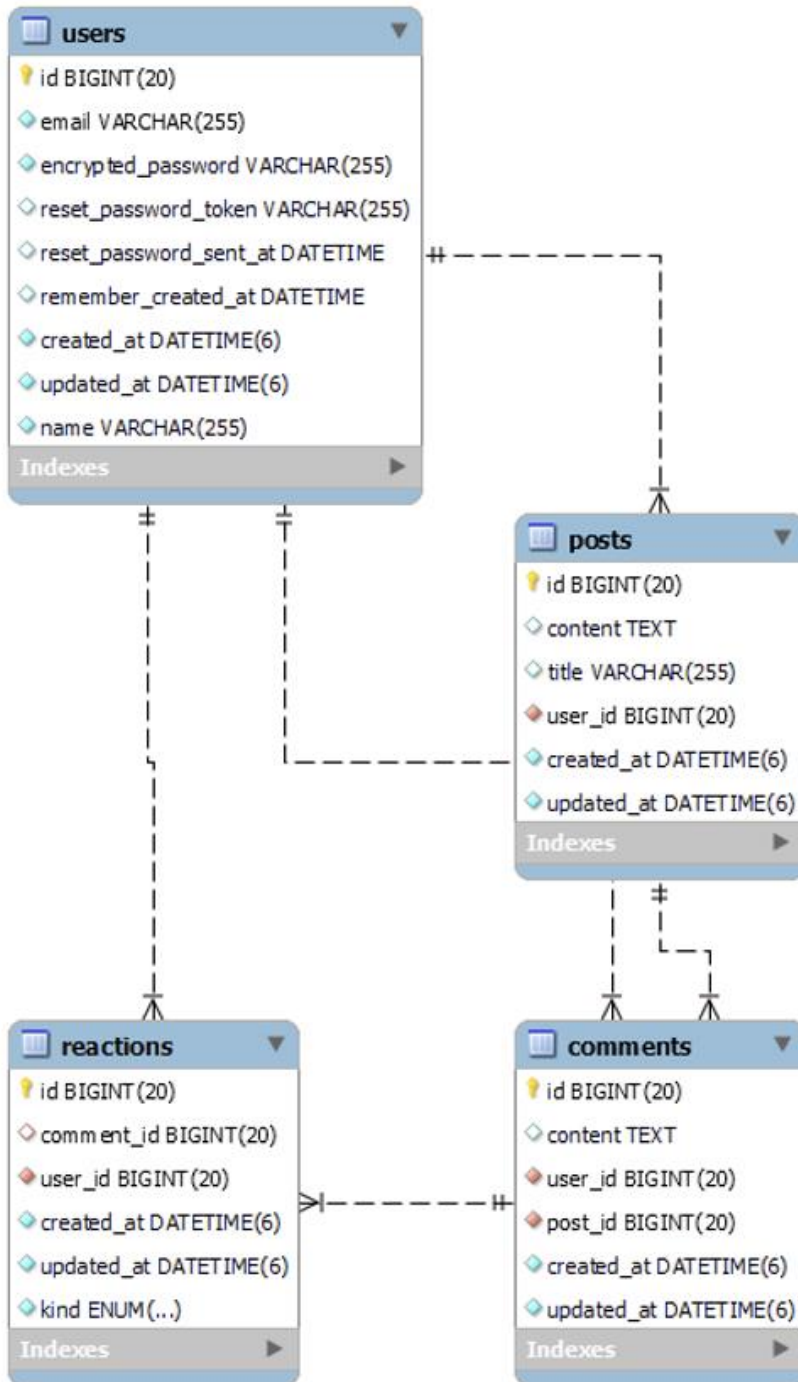 users
id BIGINT(20)
email VARCHAR(255)
encrypted_password VARCHAR(255)
reset_password_token VARCHAR(255)
reset_password_sent_at DATETIME
remember_created_at DATETIME
created_at DATETIME(6)
updated_at DATETIME(6)
name VARCHAR(255)
Indexes
posts
id BIGINT(20)
content TEXT
title VARCHAR(255)
user_id BIGINT(20)
created_at DATETIME(6)
updated_at DATETIME(6)
Indexes
reactions
id BIGINT(20)
comment_id BIGINT(20)
user_id BIGINT(20)
created_at DATETIME(6)
updated_at DATETIME(6)
kind ENUM(...)
Indexes
comments
id BIGINT(20)
content TEXT
user_id BIGINT(20)
post_id BIGINT(20)
created_at DATETIME(6)
updated_at DATETIME(6)
Indexes